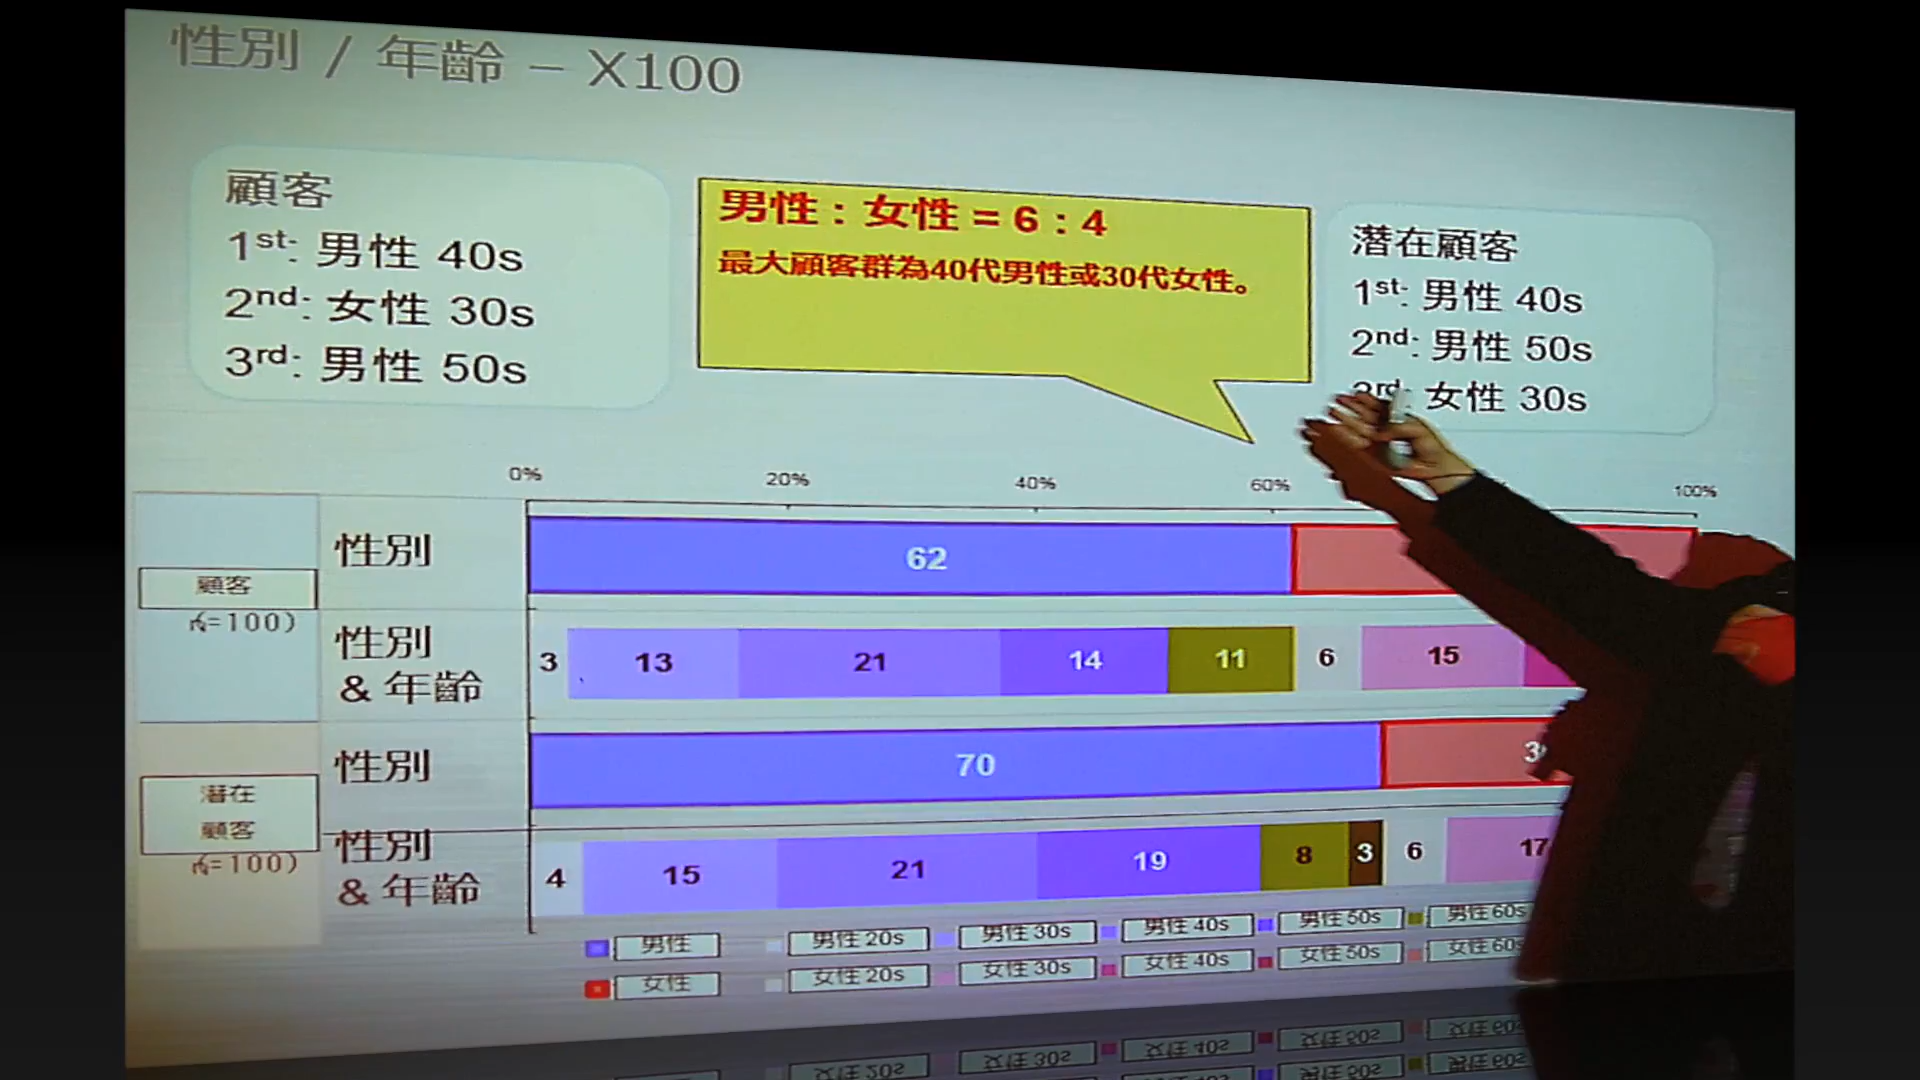 性別 / 年齡 – X100
顧客
1st: 男性 40s
2nd: 女性 30s
3rd: 男性 50s
男性 : 女性 = 6 : 4
最大顧客群為40代男性或30代女性。
潛在顧客
1st: 男性 40s
2nd: 男性 50s
3rd: 女性 30s
0% 20% 40% 60% 100%
顧客
(n=100)
性別
62
性別
& 年齡
3 13 21 14 11 6 15
潛在
顧客
(n=100)
性別
70
性別
& 年齡
4 15 21 19 8 3 6 17
男性 男性 20s 男性 30s 男性 40s 男性 50s 男性 60s
女性 女性 20s 女性 30s 女性 40s 女性 50s 女性 60s